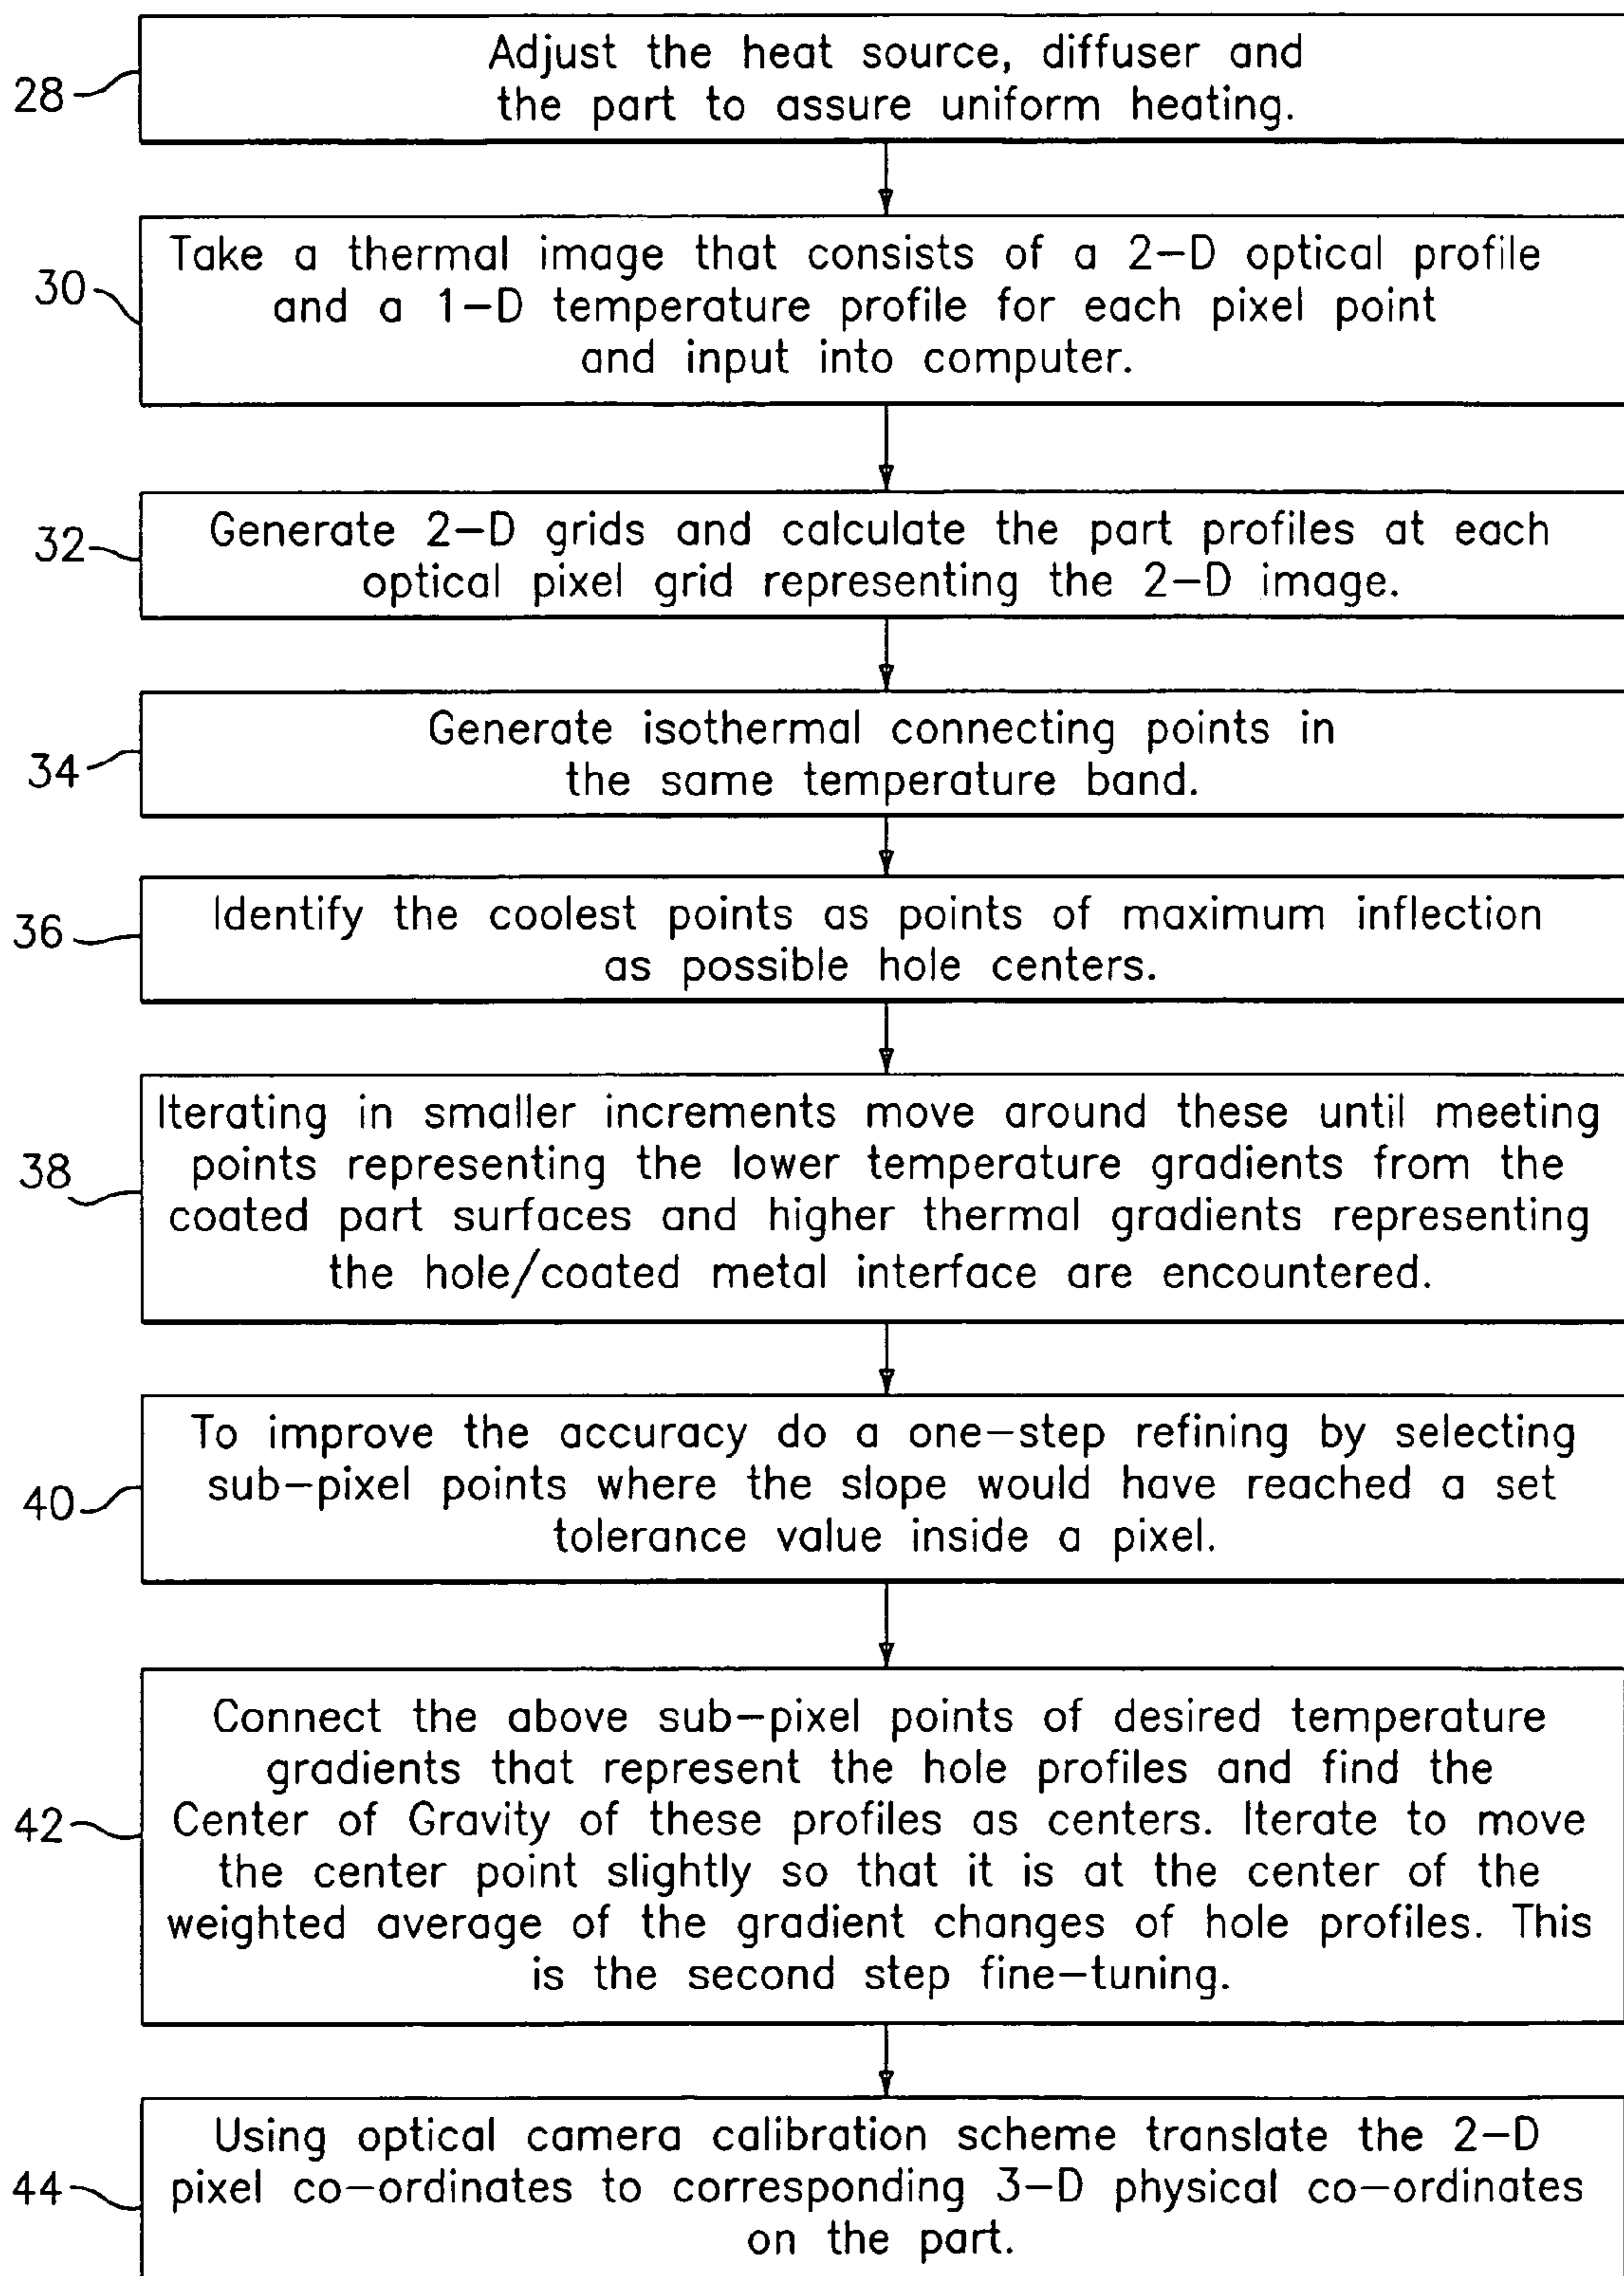 28
Adjust the heat source, diffuser and
the part to assure uniform heating.
30
Take a thermal image that consists of a 2-D optical profile
and a 1-D temperature profile for each pixel point
and input into computer.
32
Generate 2-D grids and calculate the part profiles at each
optical pixel grid representing the 2-D image.
34
Generate isothermal connecting points in
the same temperature band.
36
Identify the coolest points as points of maximum inflection
as possible hole centers.
38
Iterating in smaller increments move around these until meeting
points representing the lower temperature gradients from the
coated part surfaces and higher thermal gradients representing
the hole/coated metal interface are encountered.
40
To improve the accuracy do a one-step refining by selecting
sub-pixel points where the slope would have reached a set
tolerance value inside a pixel.
42
Connect the above sub-pixel points of desired temperature
gradients that represent the hole profiles and find the
Center of Gravity of these profiles as centers. Iterate to move
the center point slightly so that it is at the center of the
weighted average of the gradient changes of hole profiles. This
is the second step fine-tuning.
44
Using optical camera calibration scheme translate the 2-D
pixel co-ordinates to corresponding 3-D physical co-ordinates
on the part.